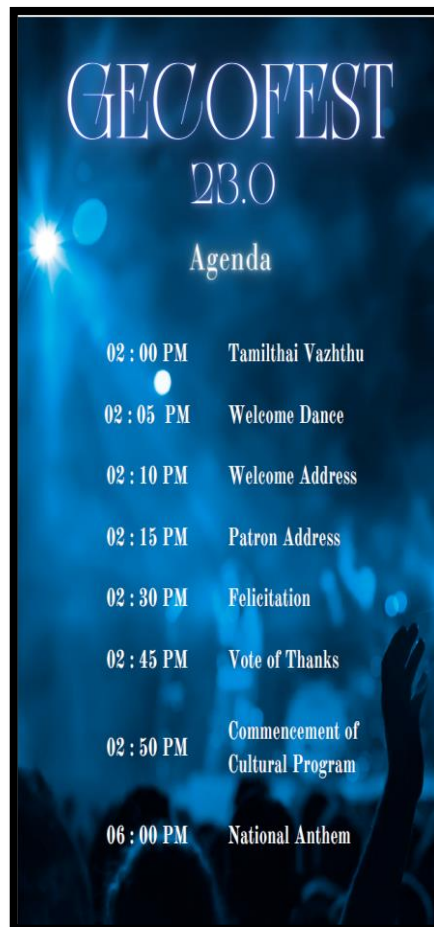 GECOFEST
23.0
Agenda
02 : 00 PM Tamilthai Vazhthu
02 : 05 PM Welcome Dance
02 : 10 PM Welcome Address
02 : 15 PM Patron Address
02 : 30 PM Felicitation
02 : 45 PM Vote of Thanks
02 : 50 PM Commencement of
Cultural Program
06 : 00 PM National Anthem